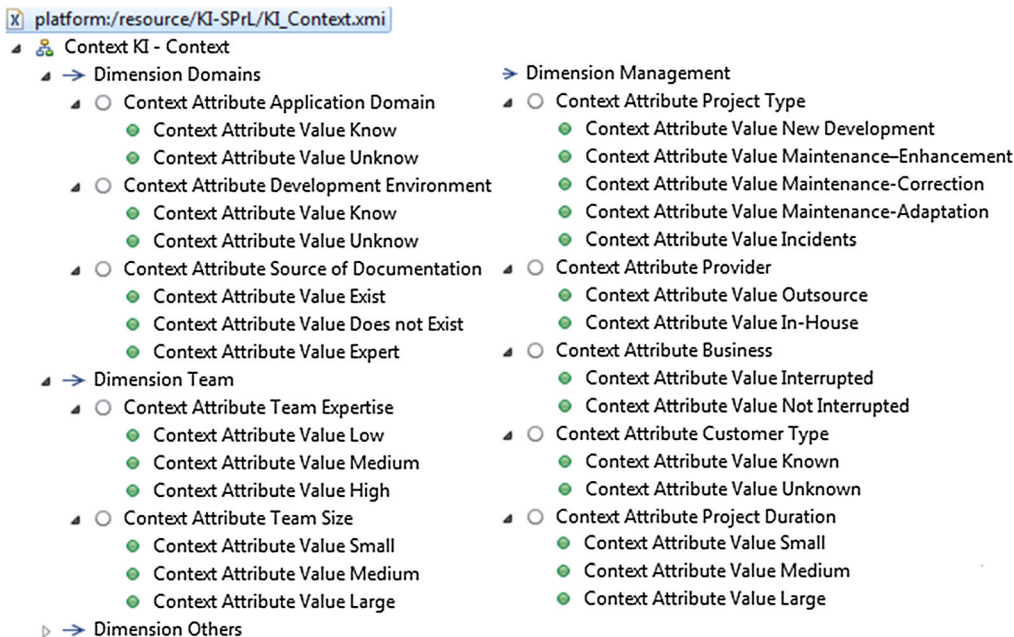 platform:/resource/KI-SPrL/KI_Context.xmi
Context KI - Context
Dimension Domains
Context Attribute Application Domain
Context Attribute Value Know
Context Attribute Value Unknow
Context Attribute Development Environment
Context Attribute Value Know
Context Attribute Value Unknow
Context Attribute Source of Documentation
Context Attribute Value Exist
Context Attribute Value Does not Exist
Context Attribute Value Expert
Dimension Team
Context Attribute Team Expertise
Context Attribute Value Low
Context Attribute Value Medium
Context Attribute Value High
Context Attribute Team Size
Context Attribute Value Small
Context Attribute Value Medium
Context Attribute Value Large
Dimension Others
Dimension Management
Context Attribute Project Type
Context Attribute Value New Development
Context Attribute Value Maintenance–Enhancement
Context Attribute Value Maintenance-Correction
Context Attribute Value Maintenance-Adaptation
Context Attribute Value Incidents
Context Attribute Provider
Context Attribute Value Outsource
Context Attribute Value In-House
Context Attribute Business
Context Attribute Value Interrupted
Context Attribute Value Not Interrupted
Context Attribute Customer Type
Context Attribute Value Known
Context Attribute Value Unknown
Context Attribute Project Duration
Context Attribute Value Small
Context Attribute Value Medium
Context Attribute Value Large